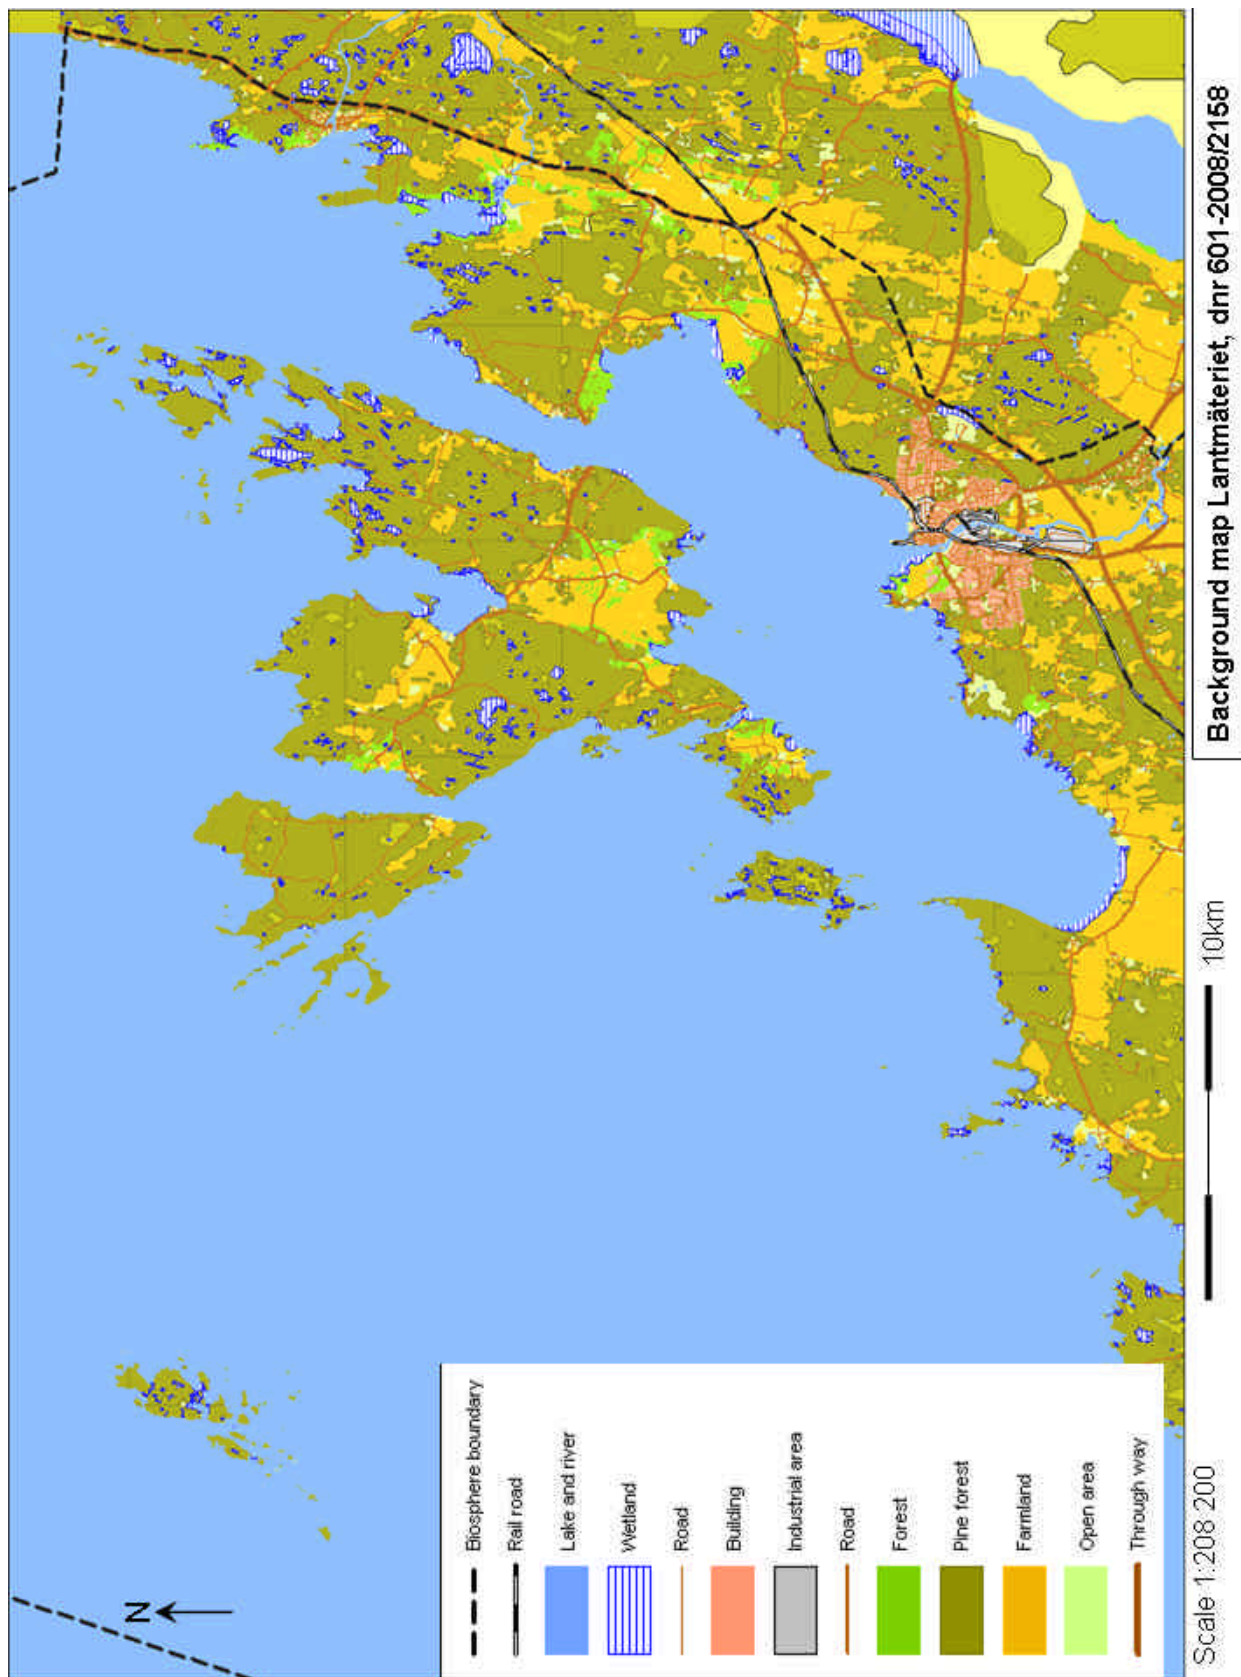 N
Biosphere boundary
Rail road
Lake and river
Wetland
Road
Building
Industrial area
Road
Forest
Pine forest
Farmland
Open area
Through way
Scale 1:208 200
10km
Background map Lantmäteriet, dnr 601-2008/2158